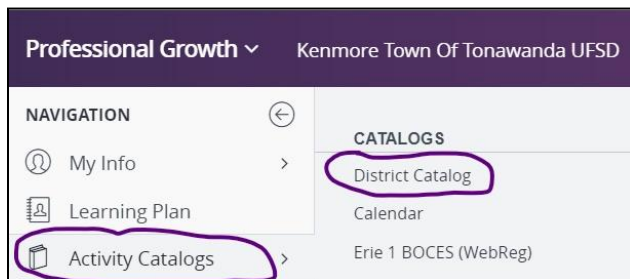 Professional Growth Kenmore Town Of Tonawanda UFSD
NAVIGATION
My Info
Learning Plan
Activity Catalogs
CATALOGS
District Catalog
Calendar
Erie 1 BOCES (WebReg)